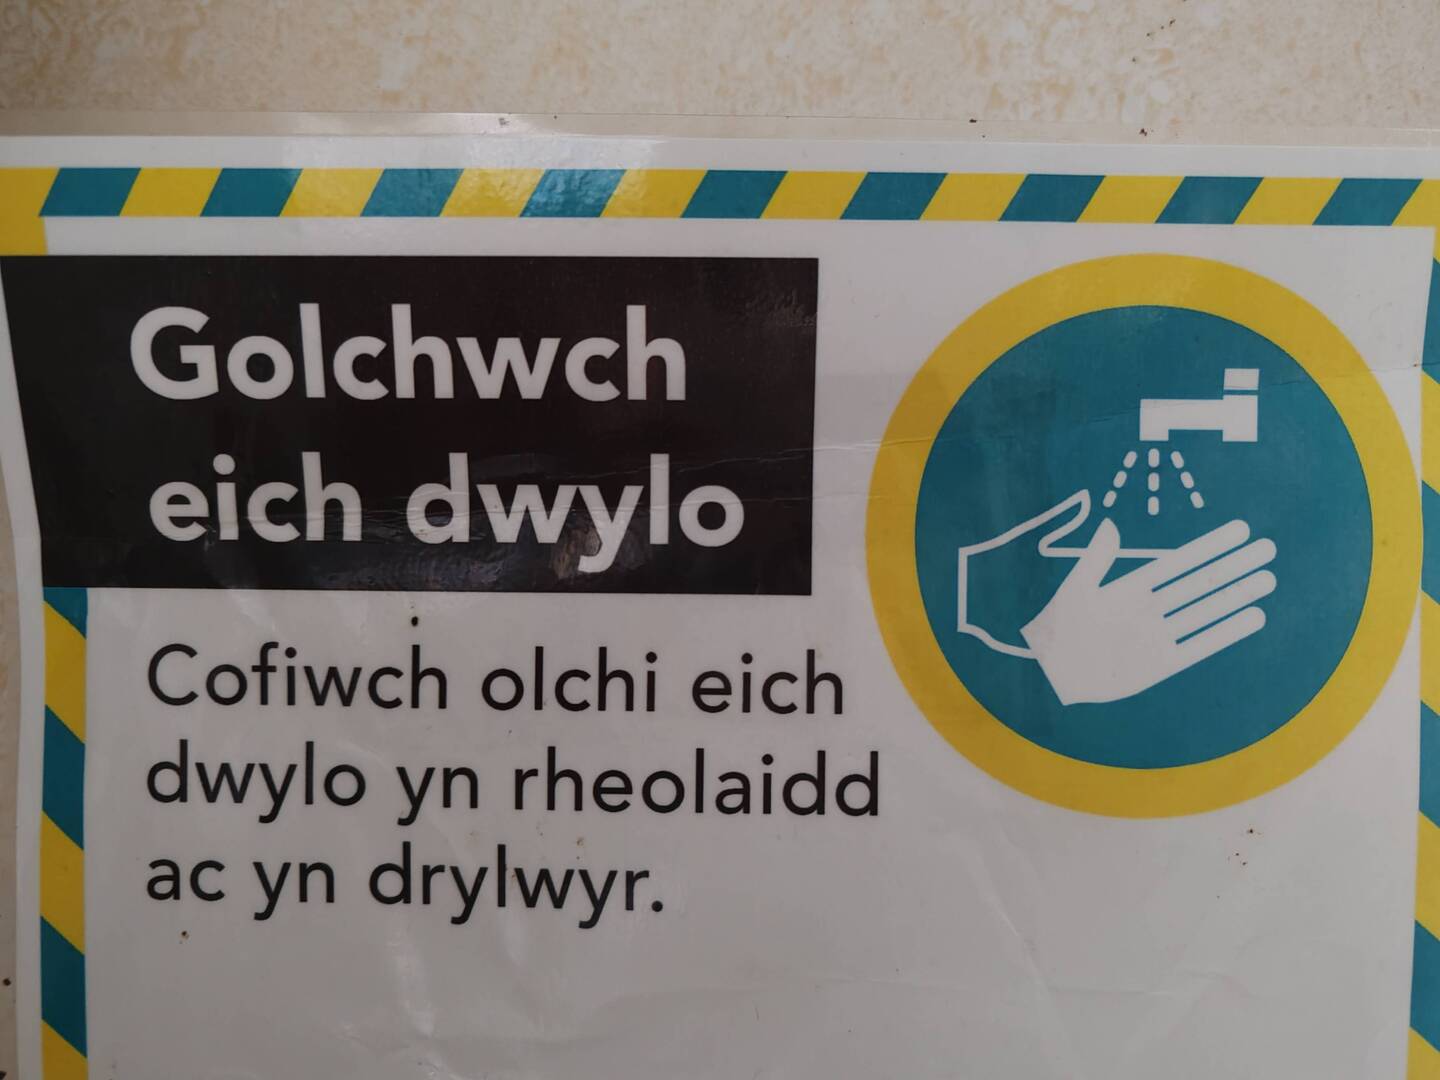 Golchwch
eich dwylo
Cofiwch olchi eich
dwylo yn rheolaidd
ac yn drylwyr.